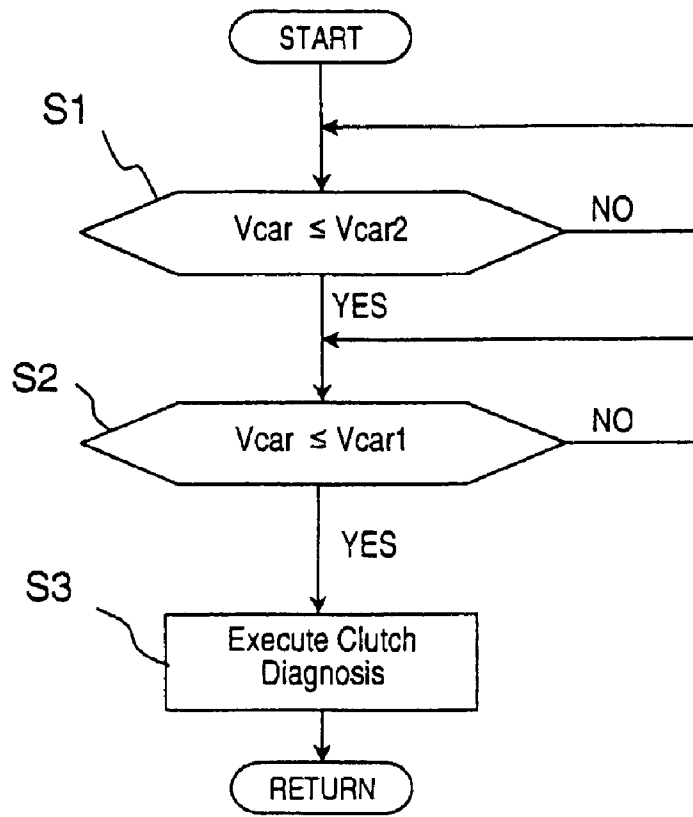 START
S1
Vcar ≤ Vcar2
NO
YES
S2
Vcar ≤ Vcar1
NO
YES
S3
Execute Clutch
Diagnosis
RETURN